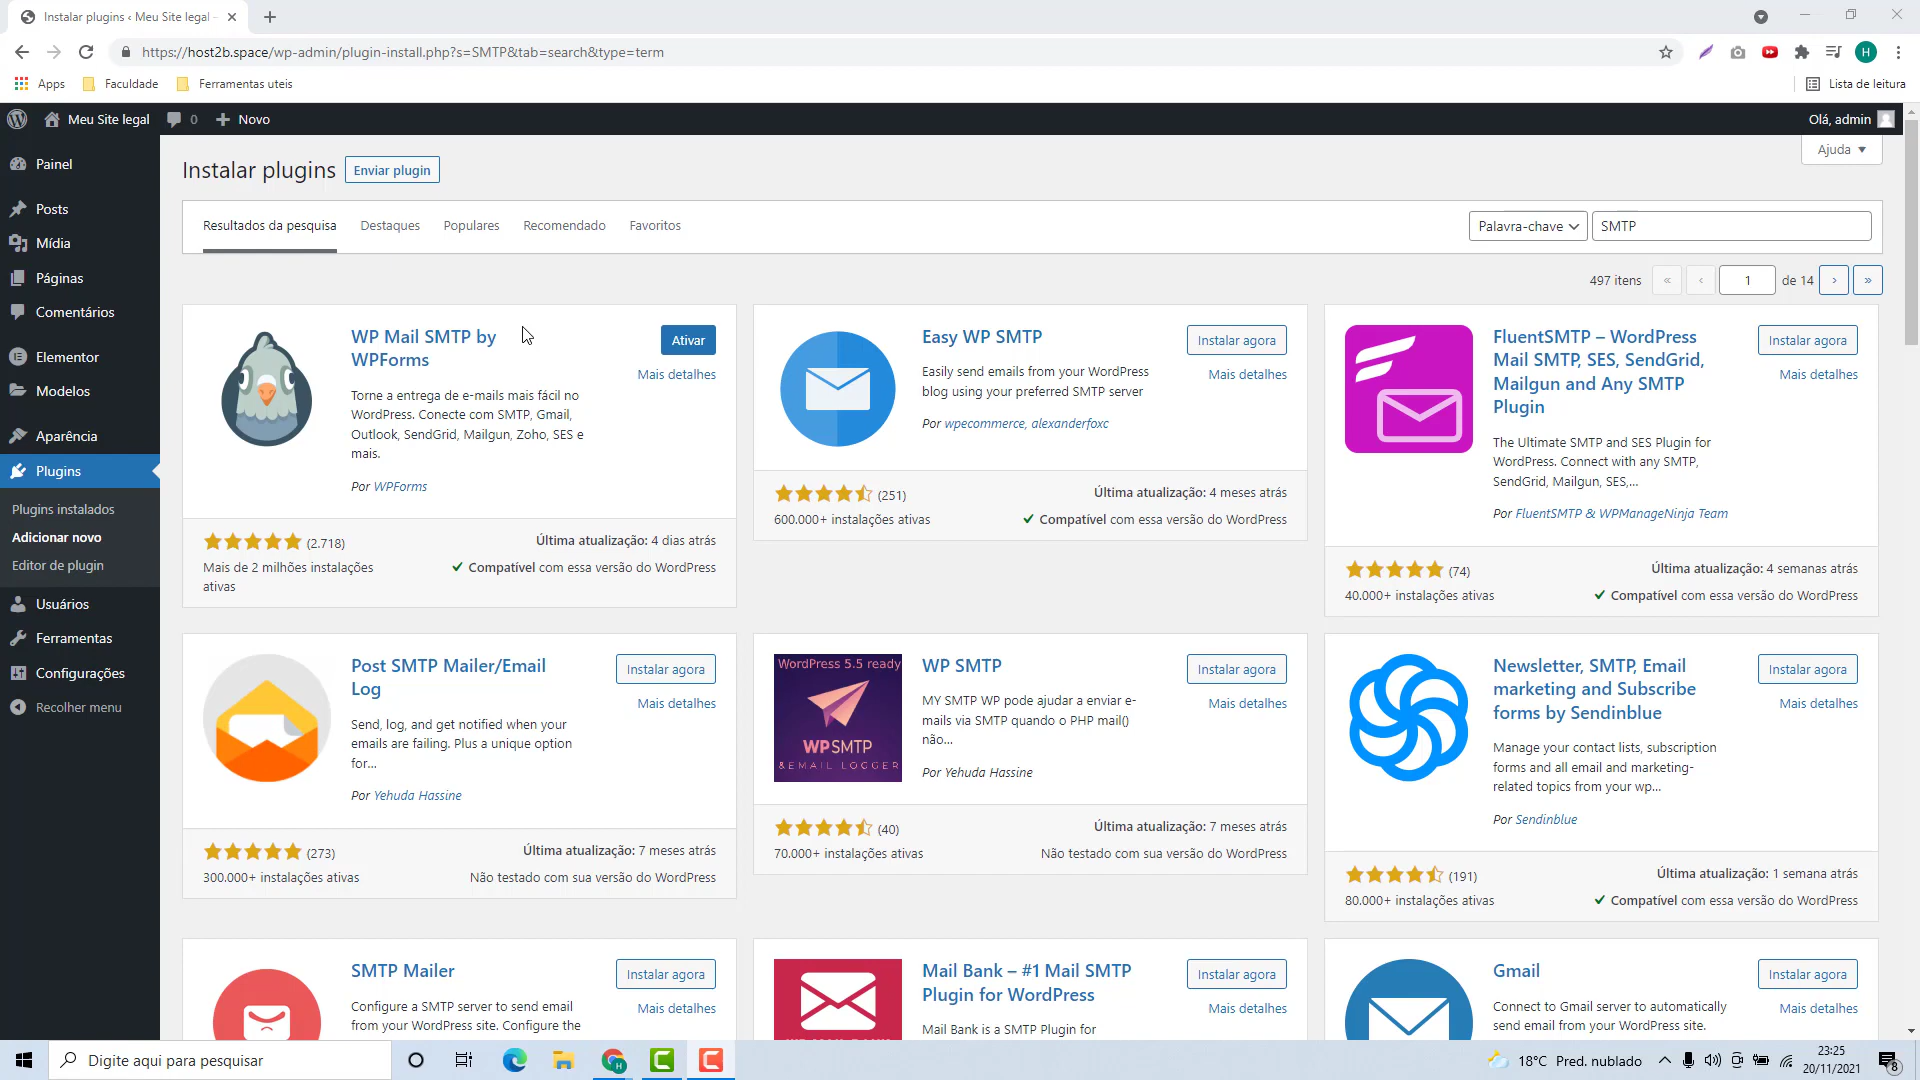 Instalar plugins ‹ Meu Site legal
https://host2b.space/wp-admin/plugin-install.php?s=SMTP&tab=search&type=term
H
Apps
Faculdade
Ferramentas uteis
Lista de leitura
Meu Site legal
0
Novo
Olá, admin
Painel
Posts
Mídia
Páginas
Comentários
Elementor
Modelos
Aparência
Plugins
Plugins instalados
Adicionar novo
Editor de plugin
Usuários
Ferramentas
Configurações
Recolher menu
Ajuda
Instalar plugins
Enviar plugin
Resultados da pesquisa
Destaques
Populares
Recomendado
Favoritos
Palavra-chave
SMTP
497 itens
«
‹
1
de 14
›
»
WP Mail SMTP by
WPForms
Ativar
Mais detalhes
Torne a entrega de e-mails mais fácil no
WordPress. Conecte com SMTP, Gmail,
Outlook, SendGrid, Mailgun, Zoho, SES e
mais.
Por WPForms
(2.718)
Mais de 2 milhões instalações
ativas
Última atualização: 4 dias atrás
Compatível com essa versão do WordPress
Easy WP SMTP
Instalar agora
Mais detalhes
Easily send emails from your WordPress
blog using your preferred SMTP server
Por wpecommerce, alexanderfoxc
(251)
600.000+ instalações ativas
Última atualização: 4 meses atrás
Compatível com essa versão do WordPress
FluentSMTP – WordPress
Mail SMTP, SES, SendGrid,
Mailgun and Any SMTP
Plugin
Instalar agora
Mais detalhes
The Ultimate SMTP and SES Plugin for
WordPress. Connect with any SMTP,
SendGrid, Mailgun, SES,...
Por FluentSMTP & WPManageNinja Team
(74)
40.000+ instalações ativas
Última atualização: 4 semanas atrás
Compatível com essa versão do WordPress
Post SMTP Mailer/Email
Log
Instalar agora
Mais detalhes
Send, log, and get notified when your
emails are failing. Plus a unique option
for...
Por Yehuda Hassine
(273)
300.000+ instalações ativas
Última atualização: 7 meses atrás
Não testado com sua versão do WordPress
WordPress 5.5 ready
WPSMTP
& EMAIL LOGGER
WP SMTP
Instalar agora
Mais detalhes
MY SMTP WP pode ajudar a enviar e-
mails via SMTP quando o PHP mail()
não...
Por Yehuda Hassine
(40)
70.000+ instalações ativas
Última atualização: 7 meses atrás
Não testado com sua versão do WordPress
Newsletter, SMTP, Email
marketing and Subscribe
forms by Sendinblue
Instalar agora
Mais detalhes
Manage your contact lists, subscription
forms and all email and marketing-
related topics from your wp...
Por Sendinblue
(191)
80.000+ instalações ativas
Última atualização: 1 semana atrás
Compatível com essa versão do WordPress
SMTP Mailer
Instalar agora
Mais detalhes
Configure a SMTP server to send email
from your WordPress site. Configure the
Mail Bank – #1 Mail SMTP
Plugin for WordPress
Instalar agora
Mais detalhes
Mail Bank is a SMTP Plugin for
Gmail
Instalar agora
Mais detalhes
Connect to Gmail server to automatically
send email from your WordPress site.
Digite aqui para pesquisar
18°C Pred. nublado
23:25
20/11/2021
8